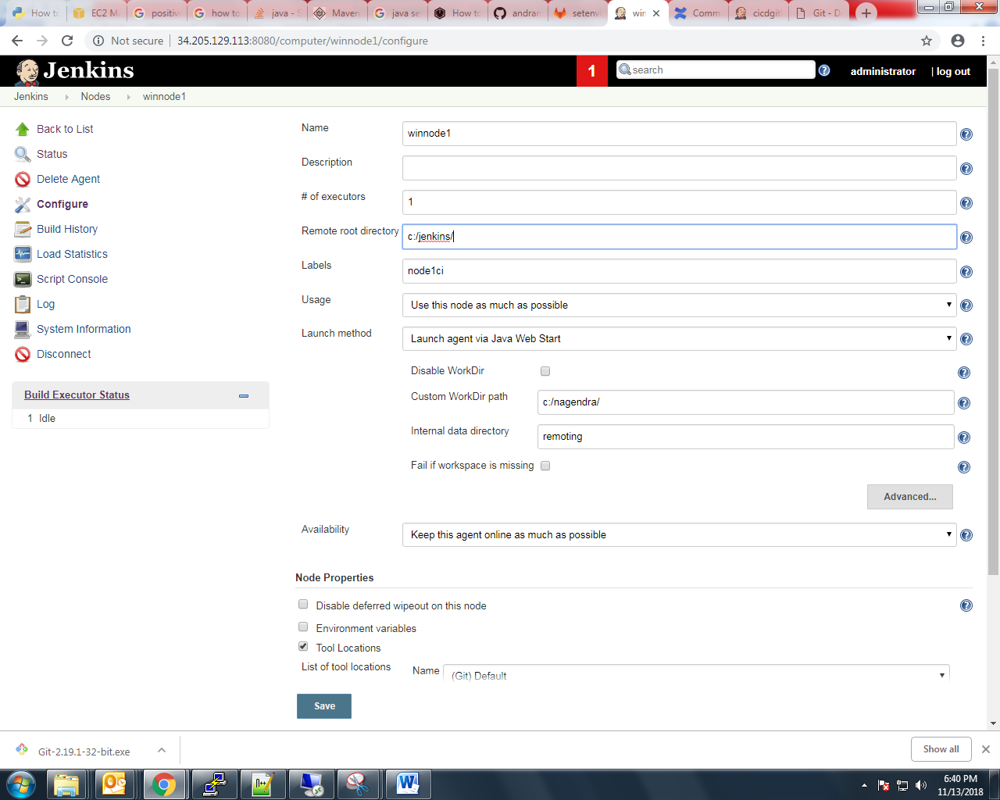 How to
EC2 M
positiv
how to
java - S
Maven
java se
How to
andran
setenv
win
Comm
cicdgit
Git - D
Not secure
34.205.129.113:8080/computer/winnode1/configure
Jenkins
1
search
administrator
| log out
Jenkins
Nodes
winnode1
Back to List
Status
Delete Agent
Configure
Build History
Load Statistics
Script Console
Log
System Information
Disconnect
Build Executor Status
1 Idle
Name
winnode1
Description
# of executors
1
Remote root directory
c:/jenkins/
Labels
node1ci
Usage
Use this node as much as possible
Launch method
Launch agent via Java Web Start
Disable WorkDir
Custom WorkDir path
c:/nagendra/
Internal data directory
remoting
Fail if workspace is missing
Advanced...
Availability
Keep this agent online as much as possible
Node Properties
Disable deferred wipeout on this node
Environment variables
Tool Locations
List of tool locations
Name
(Git) Default
Save
Git-2.19.1-32-bit.exe
Show all
6:40 PM
11/13/2018